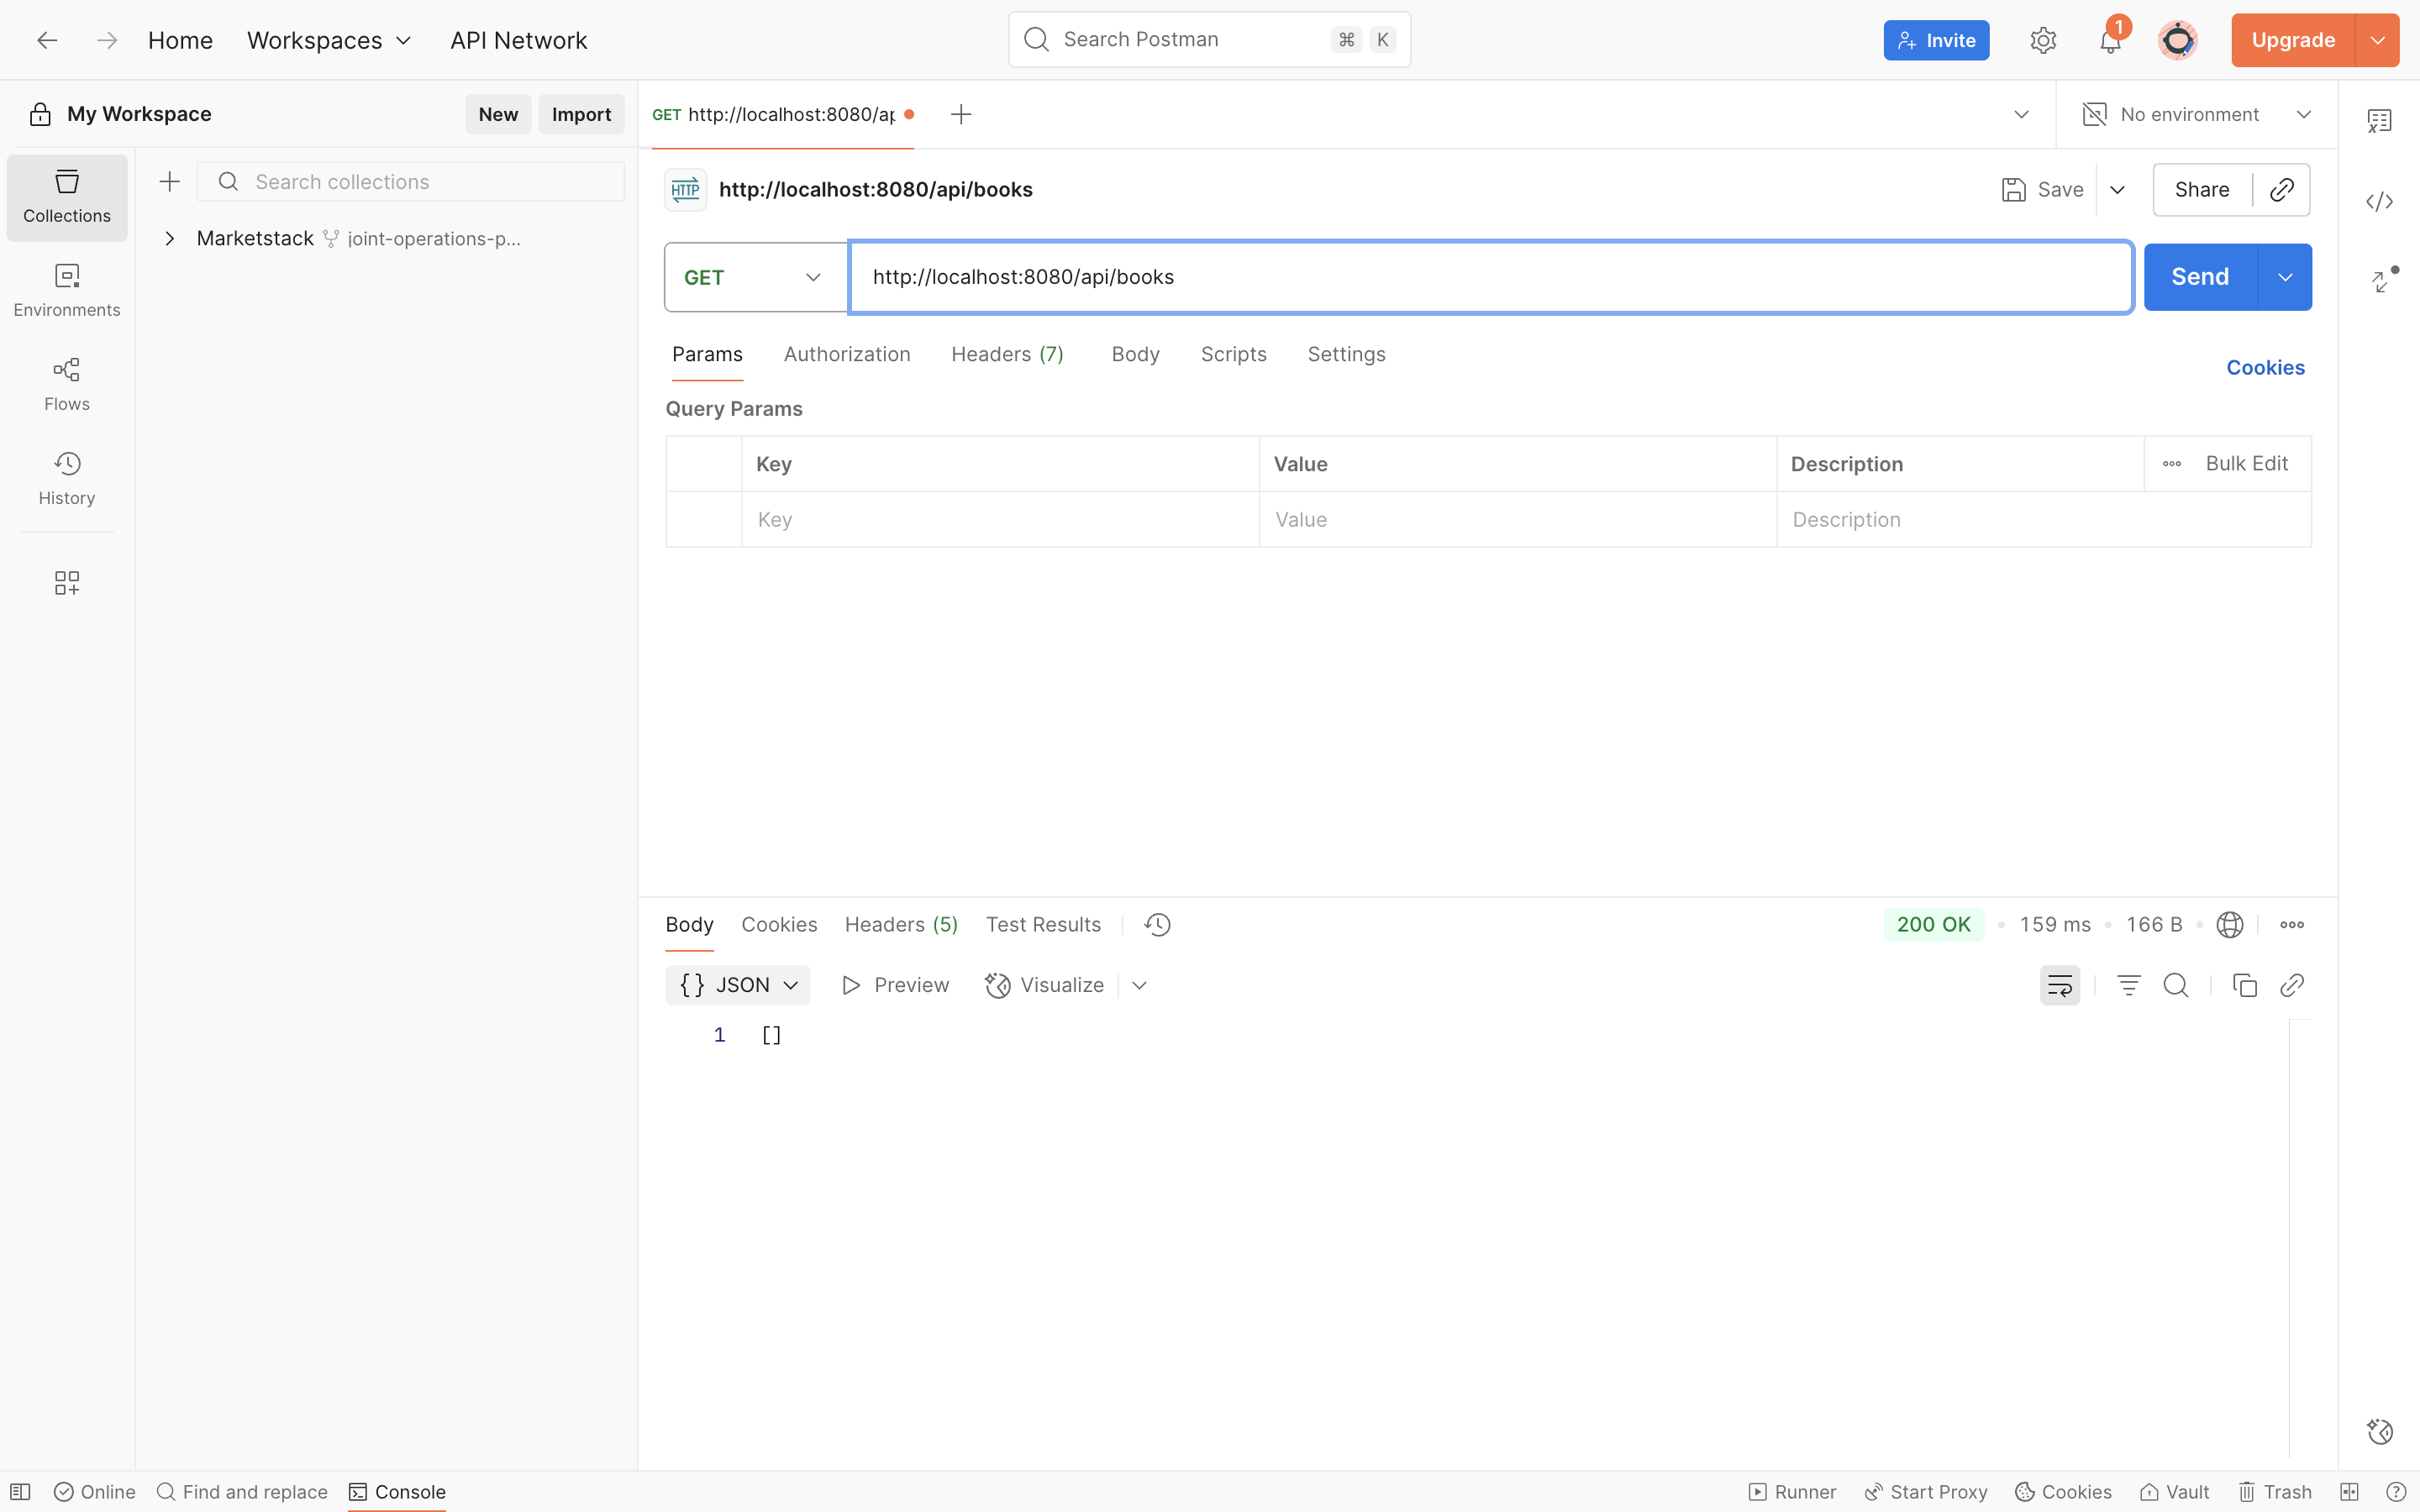 Home Workspaces API Network Search Postman ⌘ K Invite 1 Upgrade
My Workspace New Import GET http://localhost:8080/ap No environment
Collections
Search collections
Marketstack joint-operations-p...
Environments
Flows
History
HTTP http://localhost:8080/api/books Save Share
GET http://localhost:8080/api/books Send
Params Authorization Headers (7) Body Scripts Settings Cookies
Query Params
Key Value Description Bulk Edit
Key Value Description
Body Cookies Headers (5) Test Results 200 OK • 159 ms • 166 B
{} JSON Preview Visualize
1 []
Online Find and replace Console Runner Start Proxy Cookies Vault Trash